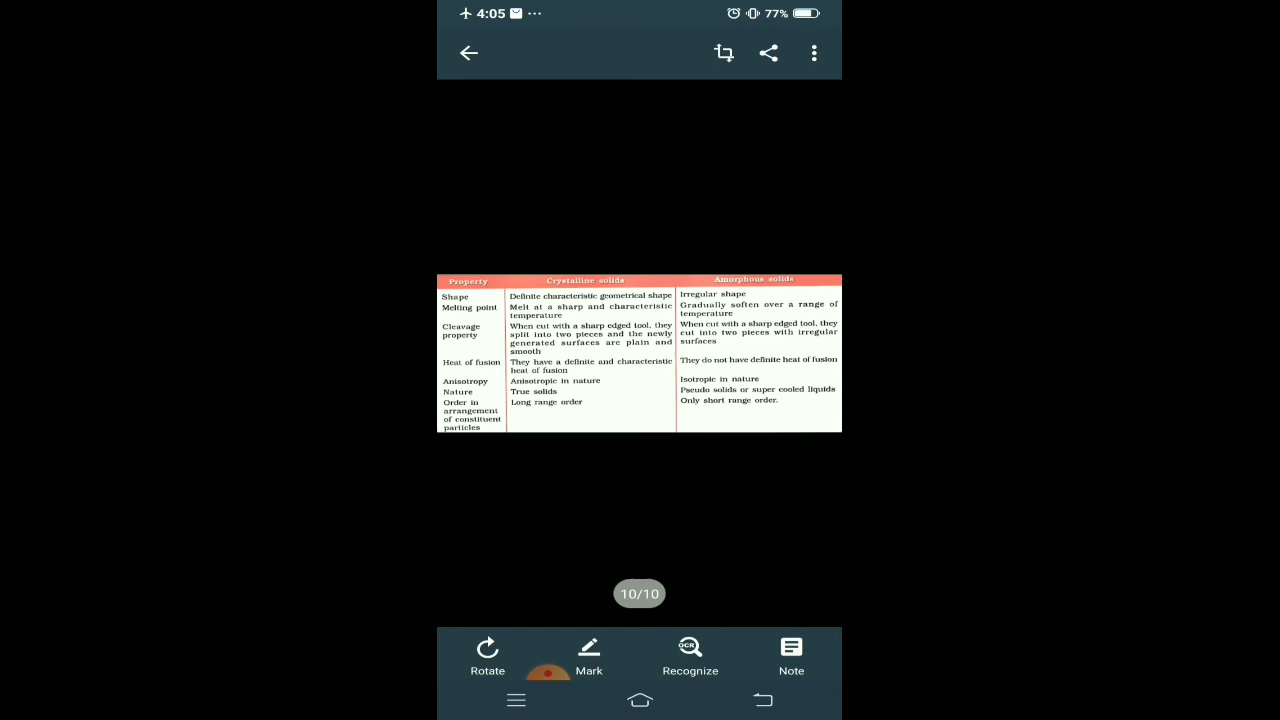 4:05 ... 77%
Property Crystalline solids Amurphous solids
Shape Definite characteristic geometrical shape Irregular shape
Melting point Melt at a sharp and characteristic Gradually soften over a range of
temperature temperature
Cleavage When cut with a sharp edged tool, they When cut with a sharp edged tool, they
property split into two pieces and the newly cut into two pieces with irregular
generated surfaces are plain and surfaces
smooth
Heat of fusion They have a definite and characteristic They do not have definite heat of fusion
heat of fusion
Anisotropy Anisotropic in nature Isotropic in nature
Nature True solids Pseudo solids or super cooled liquids
Order in Long range order Only short range order.
arrangement
of constituent
particles
10/10
OCR
Rotate Mark Recognize Note